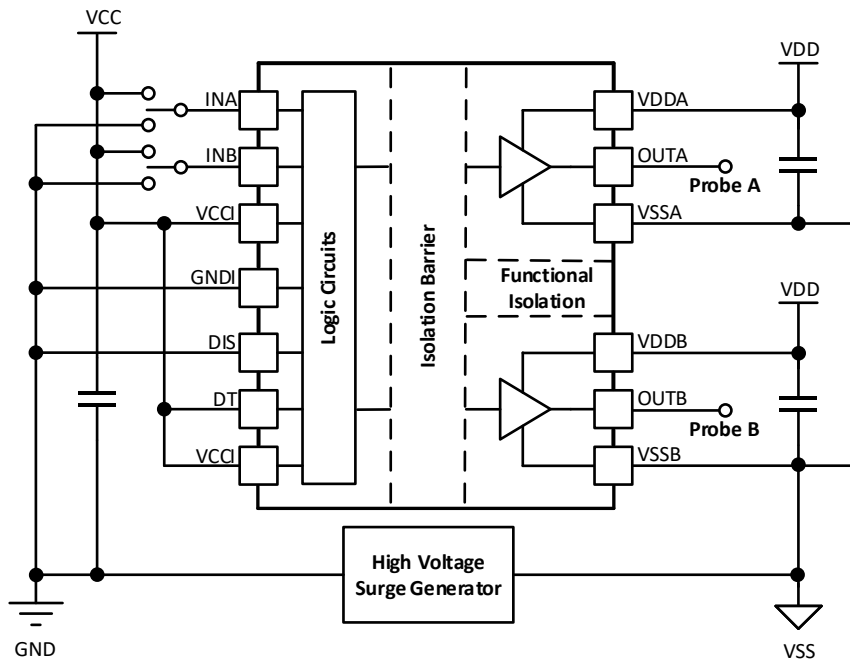 VCC
VDD
INA
VDDA
INB
OUTA
Probe A
VCCI
VSSA
GNDI
Logic Circuits
Isolation Barrier
Functional
Isolation
VDD
DIS
VDDB
DT
OUTB
Probe B
VCCI
VSSB
High Voltage
Surge Generator
GND
VSS